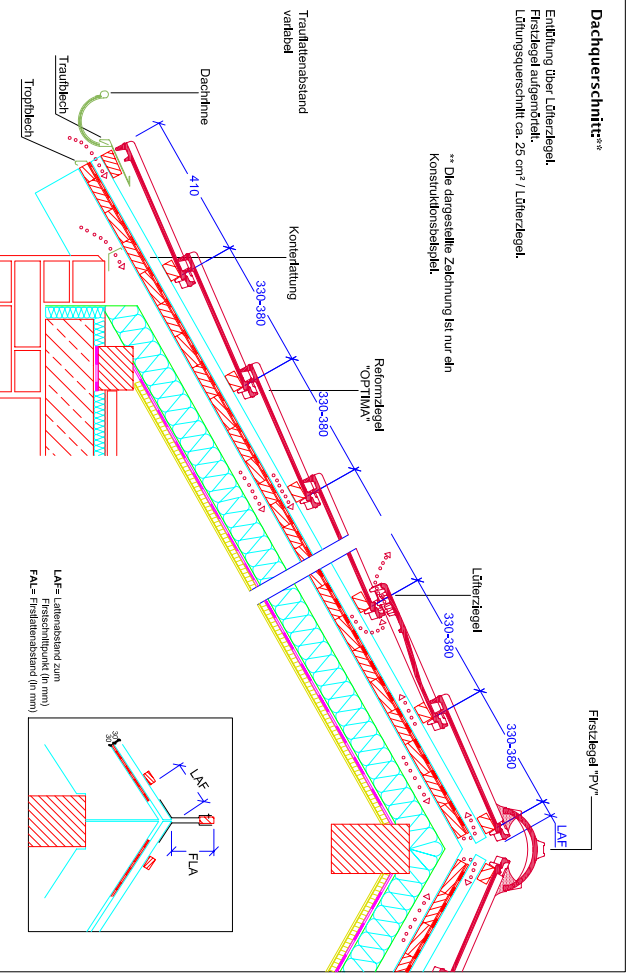 Dachquerschnitt:**
Entlüftung über Lüfterziegel.
Firstziegel aufgemörtelt.
Lüftungsquerschnitt ca. 25 cm² / Lüfterziegel.
** Die dargestellte Zeichnung ist nur ein
Konstruktionsbeispiel.
Trauflattenabstand
variabel
Dachrinne
Traufblech
Tropfblech
410
Konterlattung
330-380
Reformziegel
"OPTIMA"
330-380
Lüfterziegel
330-380
330-380
Firstziegel "PV"
LAF
LAF= Lattenabstand zum
Firstschnittpunkt (in mm)
FAL= Firstlattenabstand (in mm)
LAF
FLA
30
30